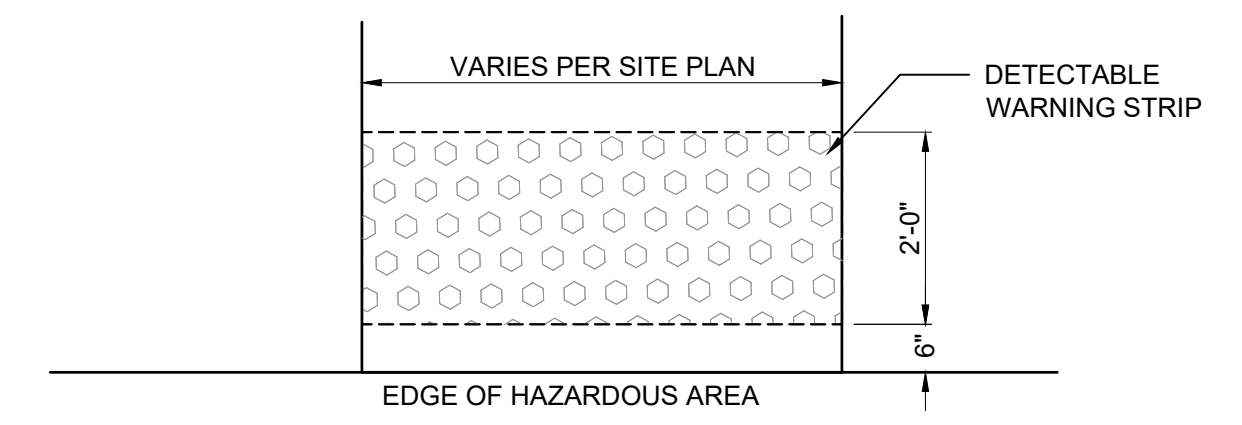 VARIES PER SITE PLAN
DETECTABLE
WARNING STRIP
2'-0"
6"
EDGE OF HAZARDOUS AREA